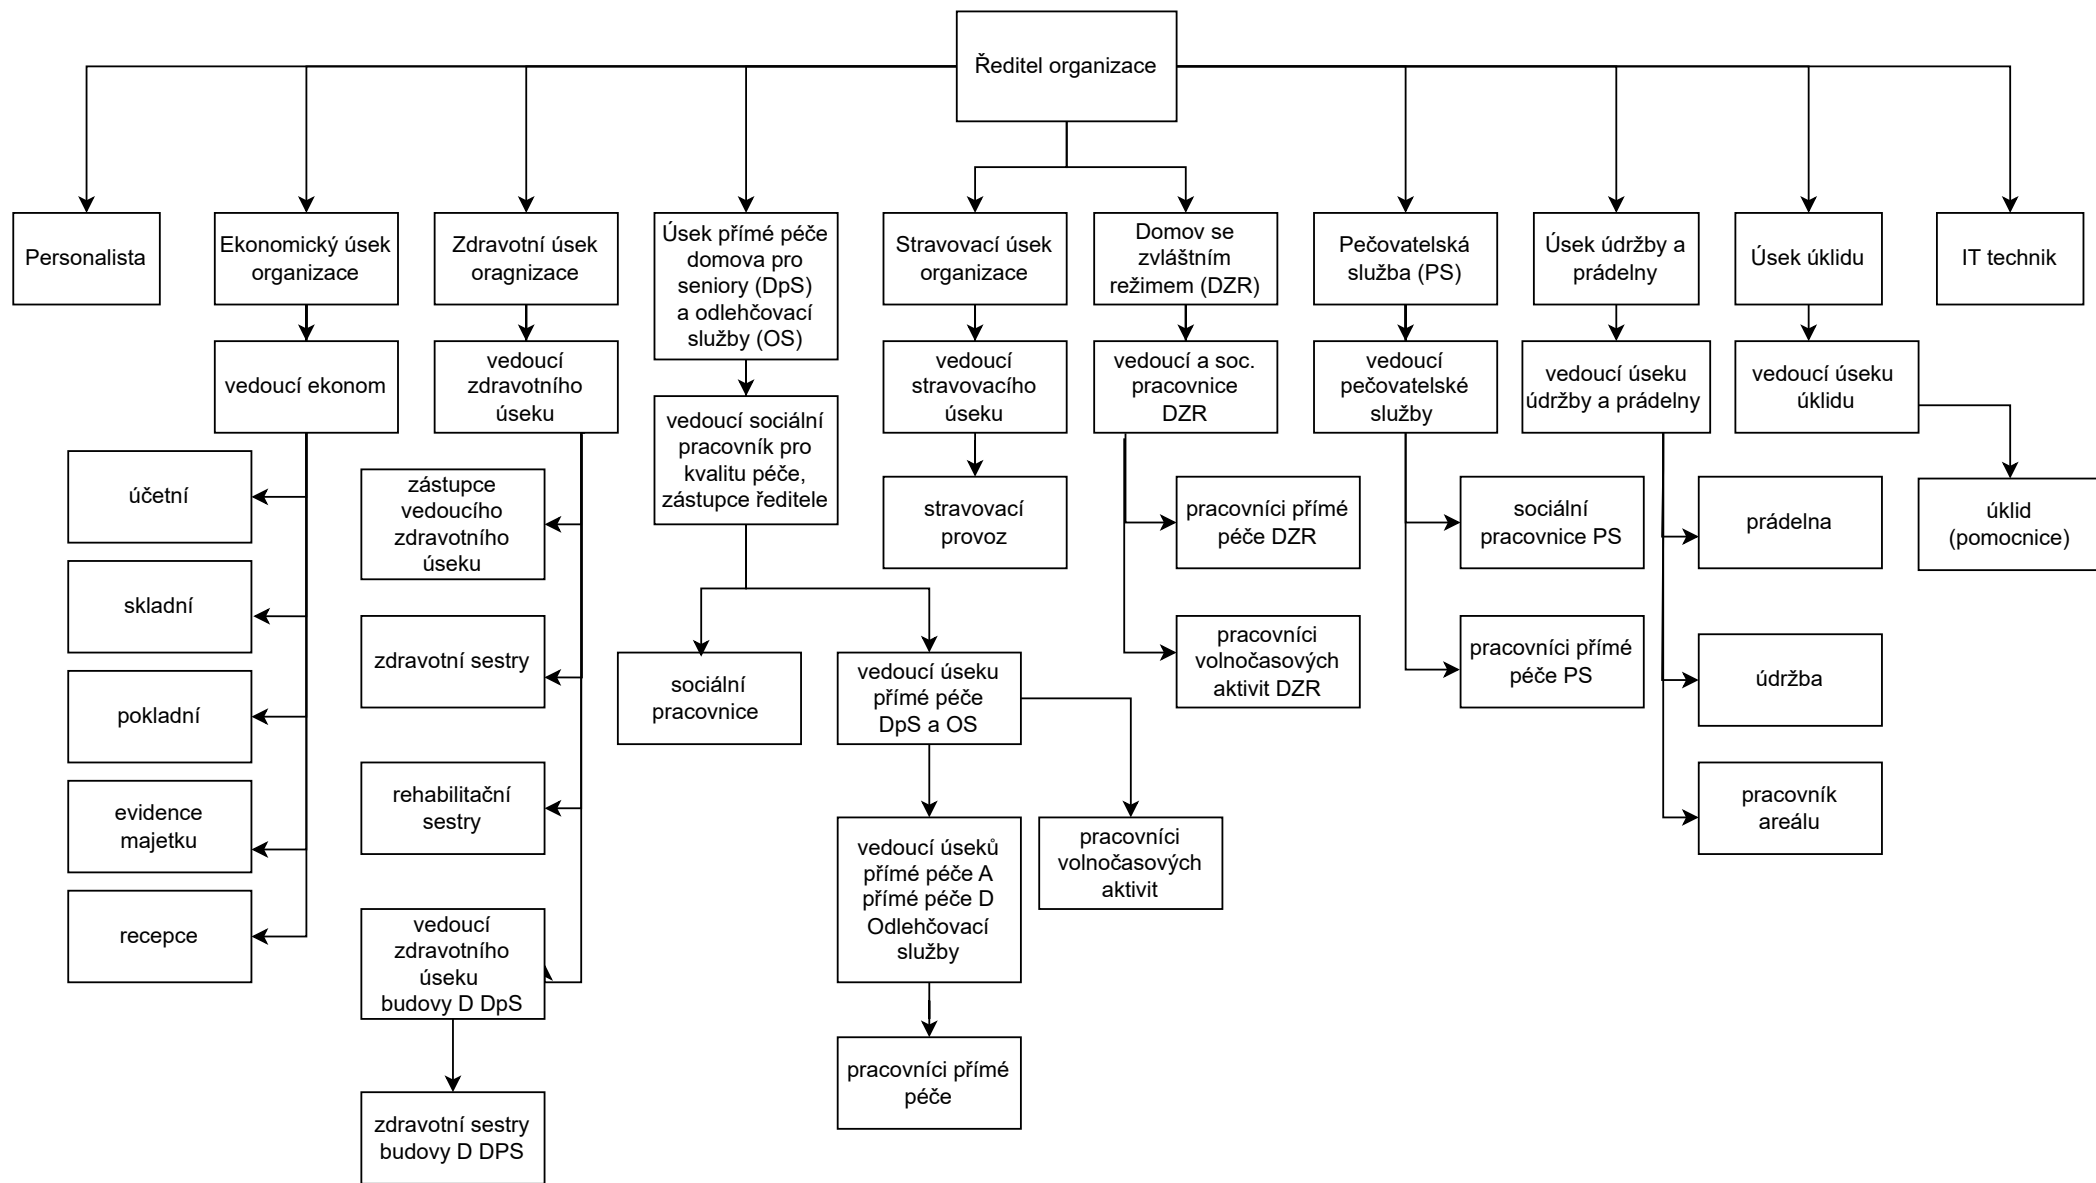 Ředitel organizace
Personalista
Ekonomický úsek
organizace
Zdravotní úsek
oragnizace
Úsek přímé péče
domova pro
seniory (DpS)
a odlehčovací
služby (OS)
Stravovací úsek
organizace
Domov se
zvláštním
režimem (DZR)
Pečovatelská
služba (PS)
Úsek údržby a
prádelny
Úsek úklidu
IT technik
vedoucí ekonom
vedoucí
zdravotního
úseku
vedoucí sociální
pracovník pro
kvalitu péče,
zástupce ředitele
vedoucí
stravovacího
úseku
vedoucí a soc.
pracovnice
DZR
vedoucí
pečovatelské
služby
vedoucí úseku
údržby a prádelny
vedoucí úseku
úklidu
účetní
skladní
pokladní
evidence
majetku
recepce
zástupce
vedoucího
zdravotního
úseku
zdravotní sestry
rehabilitační
sestry
vedoucí
zdravotního
úseku
budovy D DpS
zdravotní sestry
budovy D DPS
sociální
pracovnice
vedoucí úseku
přímé péče
DpS a OS
vedoucí úseků
přímé péče A
přímé péče D
Odlehčovací
služby
pracovníci
volnočasových
aktivit
pracovníci přímé
péče
stravovací
provoz
pracovníci přímé
péče DZR
pracovníci
volnočasových
aktivit DZR
sociální
pracovnice PS
pracovníci přímé
péče PS
prádelna
údržba
pracovník
areálu
úklid
(pomocnice)